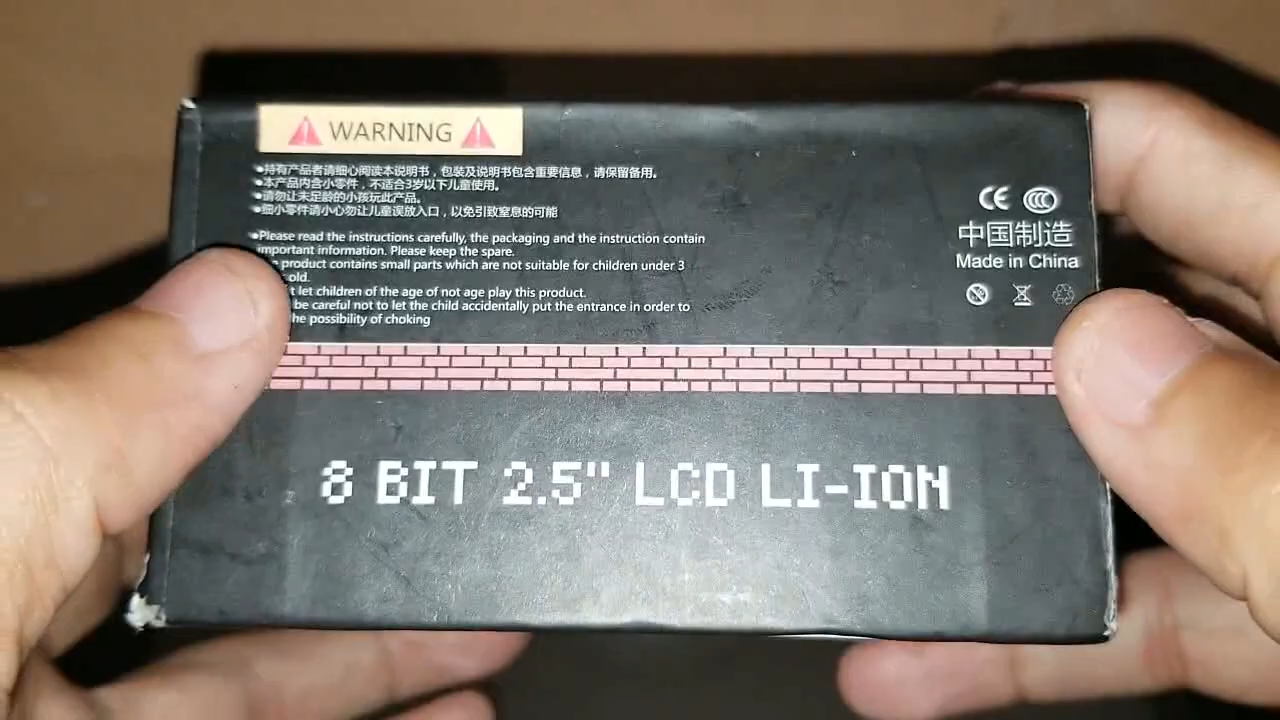 WARNING
●持有产品者请细心阅读本说明书，包装及说明书包含重要信息，请保留备用。
●本产品内含小零件，不适合3岁以下儿童使用。
●请勿让未足龄的小孩玩此产品。
●细小零件请小心勿让儿童误放入口，以免引致窒息的可能
●Please read the instructions carefully, the packaging and the instruction contain
important information. Please keep the spare.
product contains small parts which are not suitable for children under 3
old.
let children of the age of not age play this product.
be careful not to let the child accidentally put the entrance in order to
the possibility of choking
CE CCC
中国制造
Made in China
8 BIT 2.5" LCD LI-ION